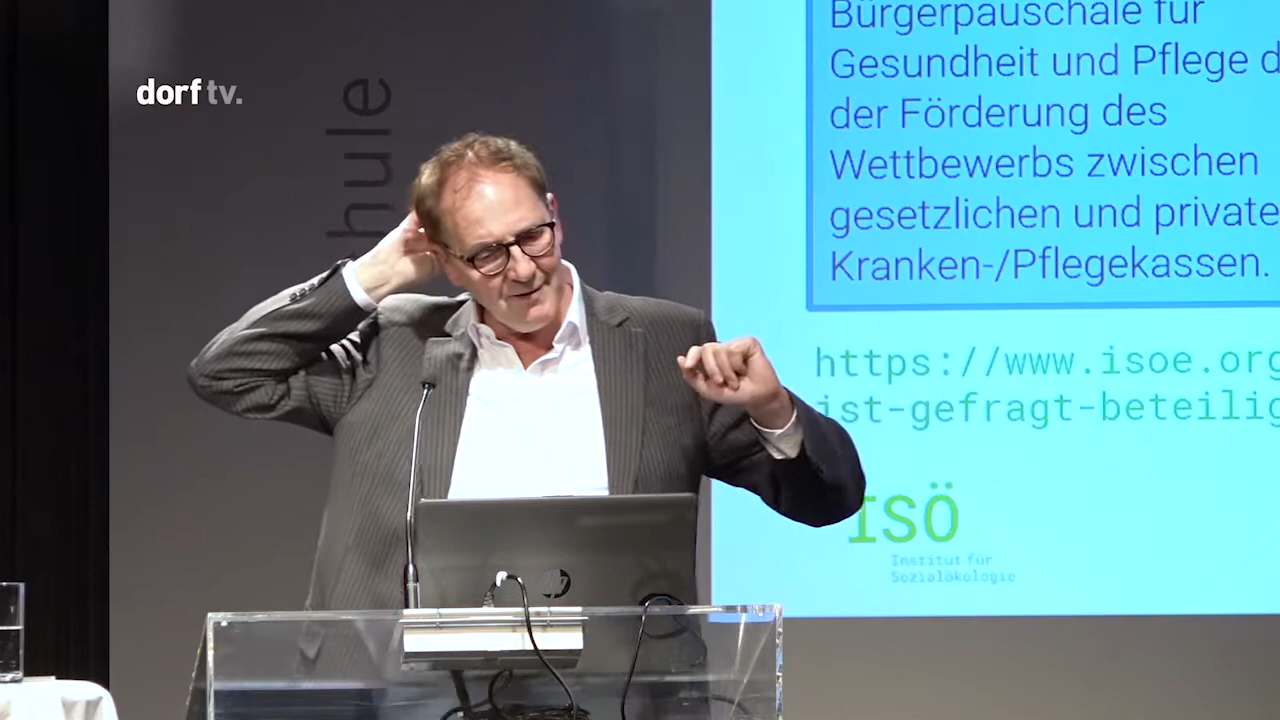 dorf tv.
hule
Bürgerpauschale für
Gesundheit und Pflege d
der Förderung des
Wettbewerbs zwischen
gesetzlichen und private
Kranken-/Pflegekassen.
https://www.isoe.org
ist-gefragt-beteilig
ISÖ
Institut für
Sozialökologie
hp